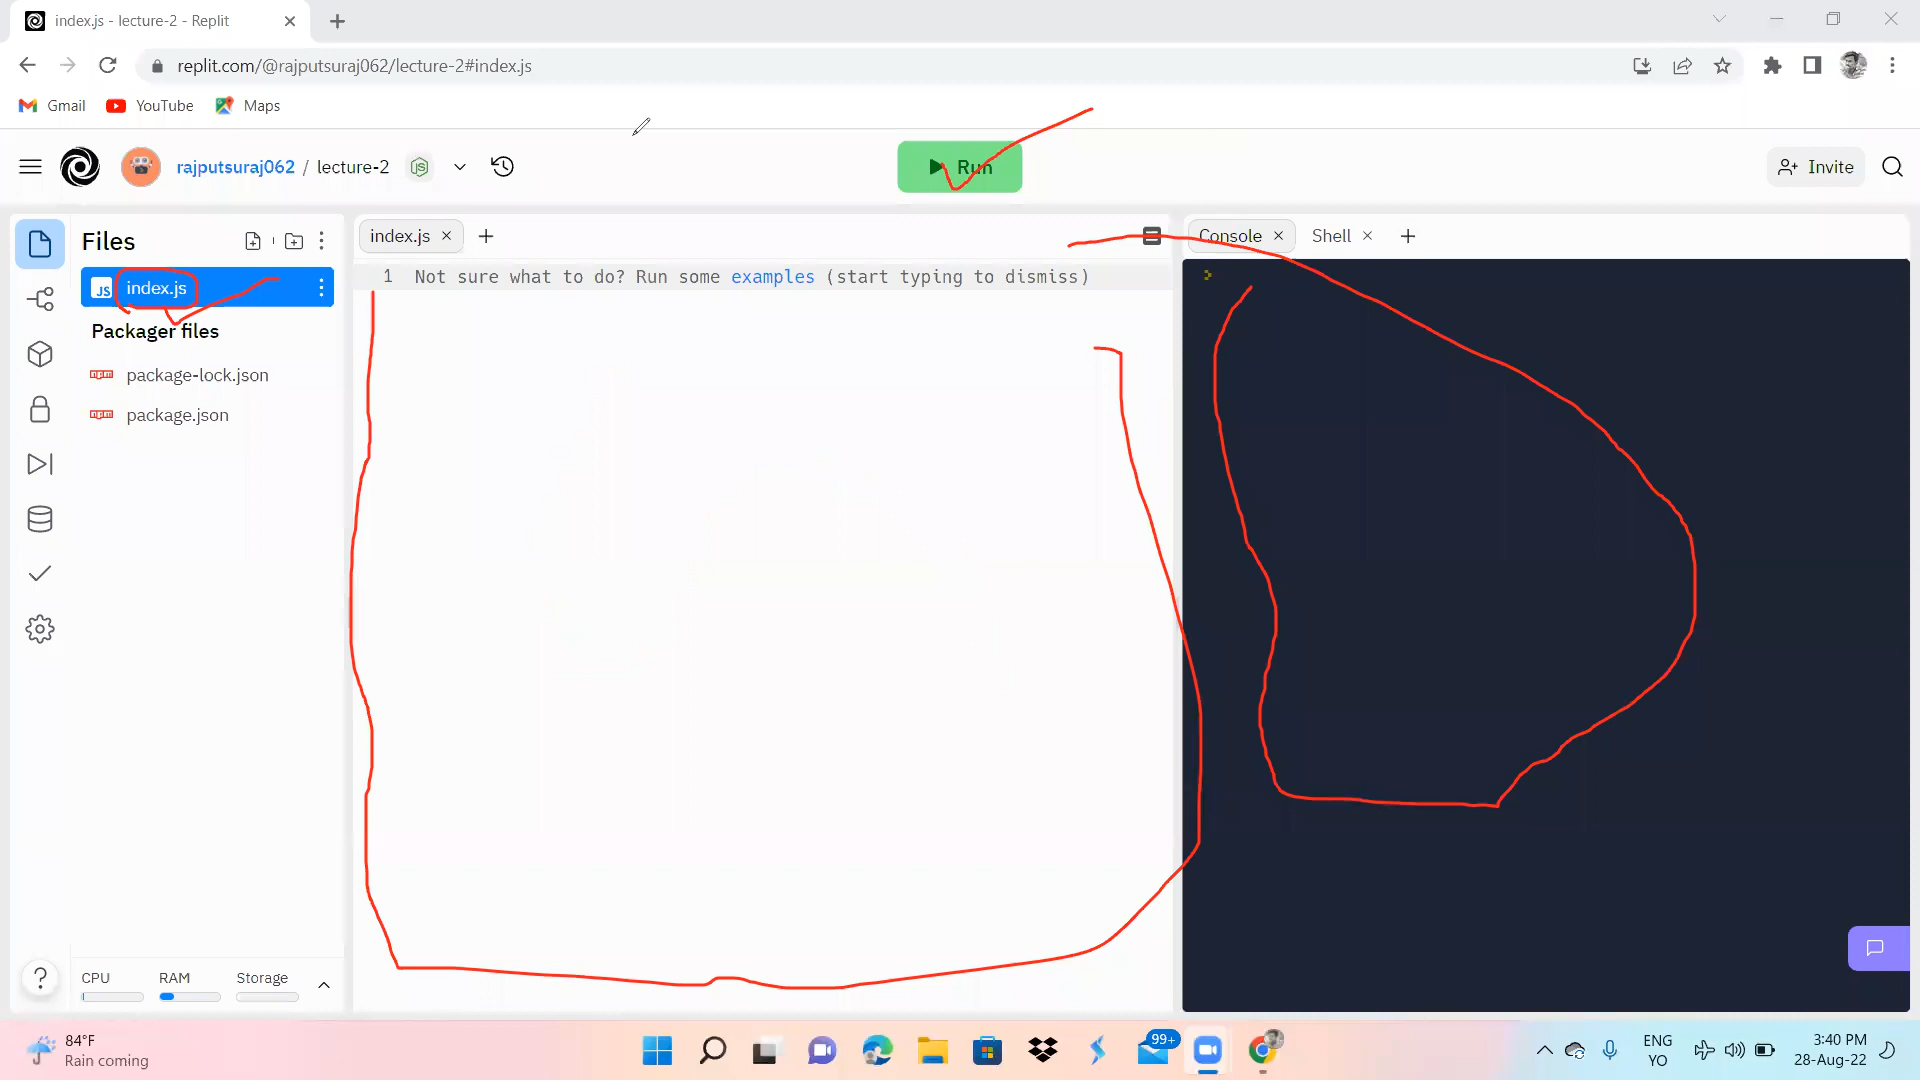 index.js - lecture-2 - Replit
replit.com/@rajputsuraj062/lecture-2#index.js
Gmail YouTube Maps
rajputsuraj062 / lecture-2 Run Invite
Files index.js Console Shell
JS index.js 1 Not sure what to do? Run some examples (start typing to dismiss)
Packager files
package-lock.json
package.json
CPU RAM Storage
84°F
Rain coming
99+
ENG
YO
3:40 PM
28-Aug-22